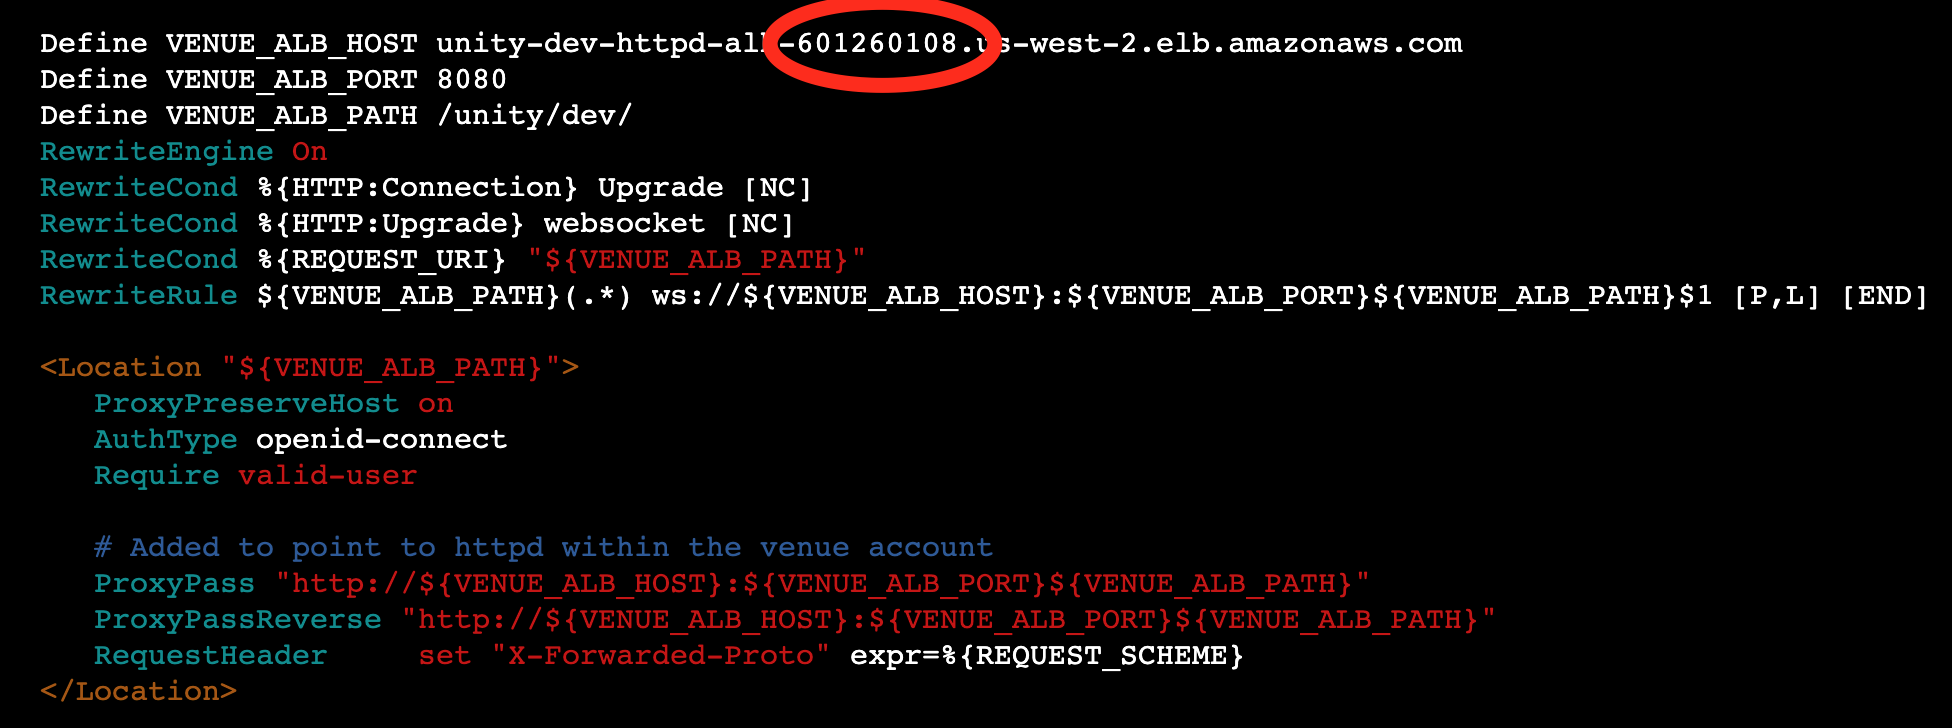 Define VENUE_ALB_HOST unity-dev-httpd-alb-601260108.us-west-2.elb.amazonaws.com
Define VENUE_ALB_PORT 8080
Define VENUE_ALB_PATH /unity/dev/
RewriteEngine On
RewriteCond %{HTTP:Connection} Upgrade [NC]
RewriteCond %{HTTP:Upgrade} websocket [NC]
RewriteCond %{REQUEST_URI} "${VENUE_ALB_PATH}"
RewriteRule ${VENUE_ALB_PATH}(.*) ws://${VENUE_ALB_HOST}:${VENUE_ALB_PORT}${VENUE_ALB_PATH}$1 [P,L] [END]
<Location "${VENUE_ALB_PATH}">
   ProxyPreserveHost on
   AuthType openid-connect
   Require valid-user
   # Added to point to httpd within the venue account
   ProxyPass "http://${VENUE_ALB_HOST}:${VENUE_ALB_PORT}${VENUE_ALB_PATH}"
   ProxyPassReverse "http://${VENUE_ALB_HOST}:${VENUE_ALB_PORT}${VENUE_ALB_PATH}"
   RequestHeader     set "X-Forwarded-Proto" expr=%{REQUEST_SCHEME}
</Location>